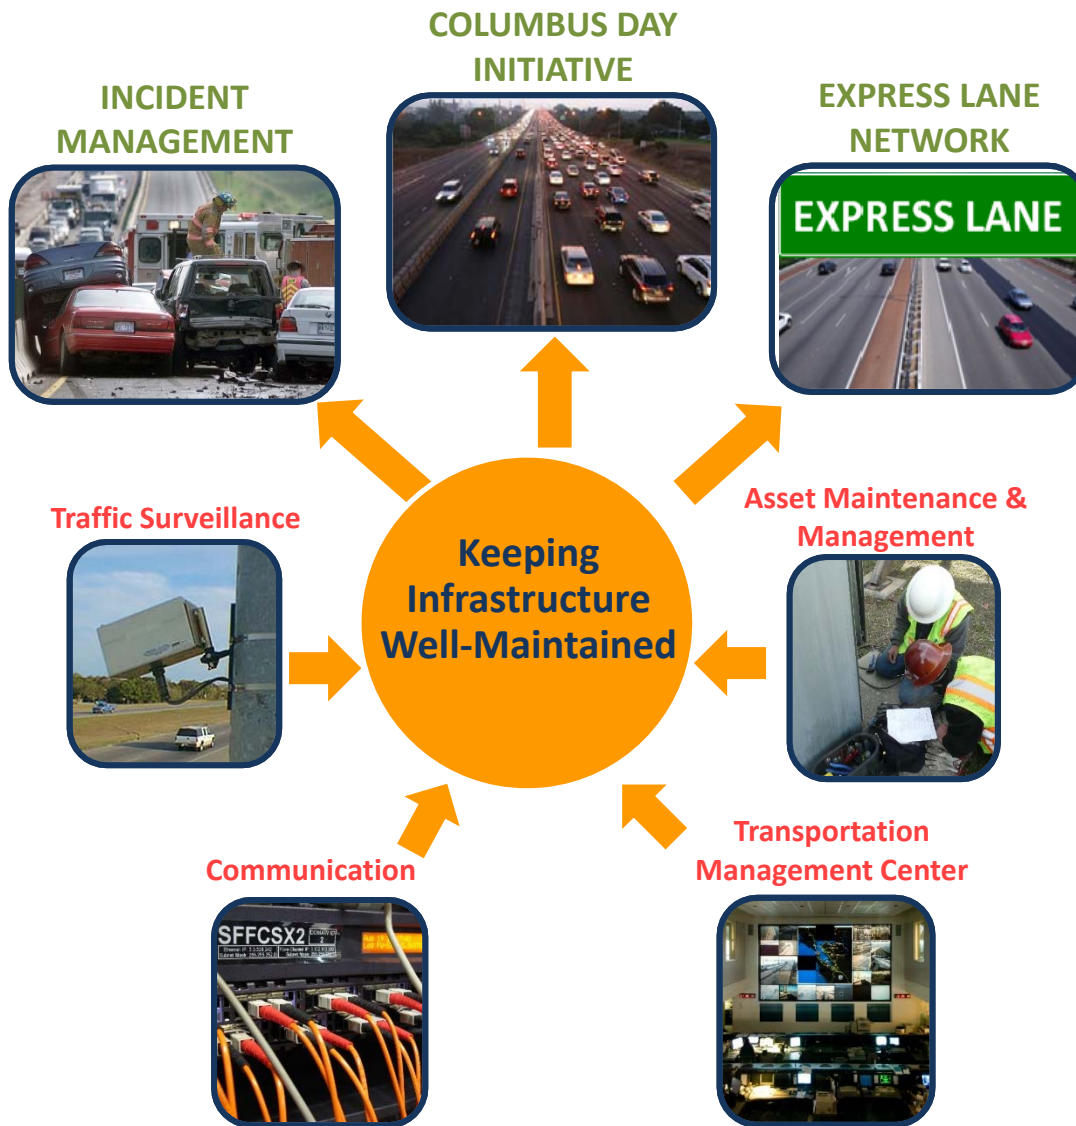 COLUMBUS DAY
INITIATIVE
INCIDENT
MANAGEMENT
EXPRESS LANE
NETWORK
EXPRESS LANE
Traffic Surveillance
Asset Maintenance &
Management
Keeping
Infrastructure
Well-Maintained
Communication
Transportation
Management Center
SFFCSX2